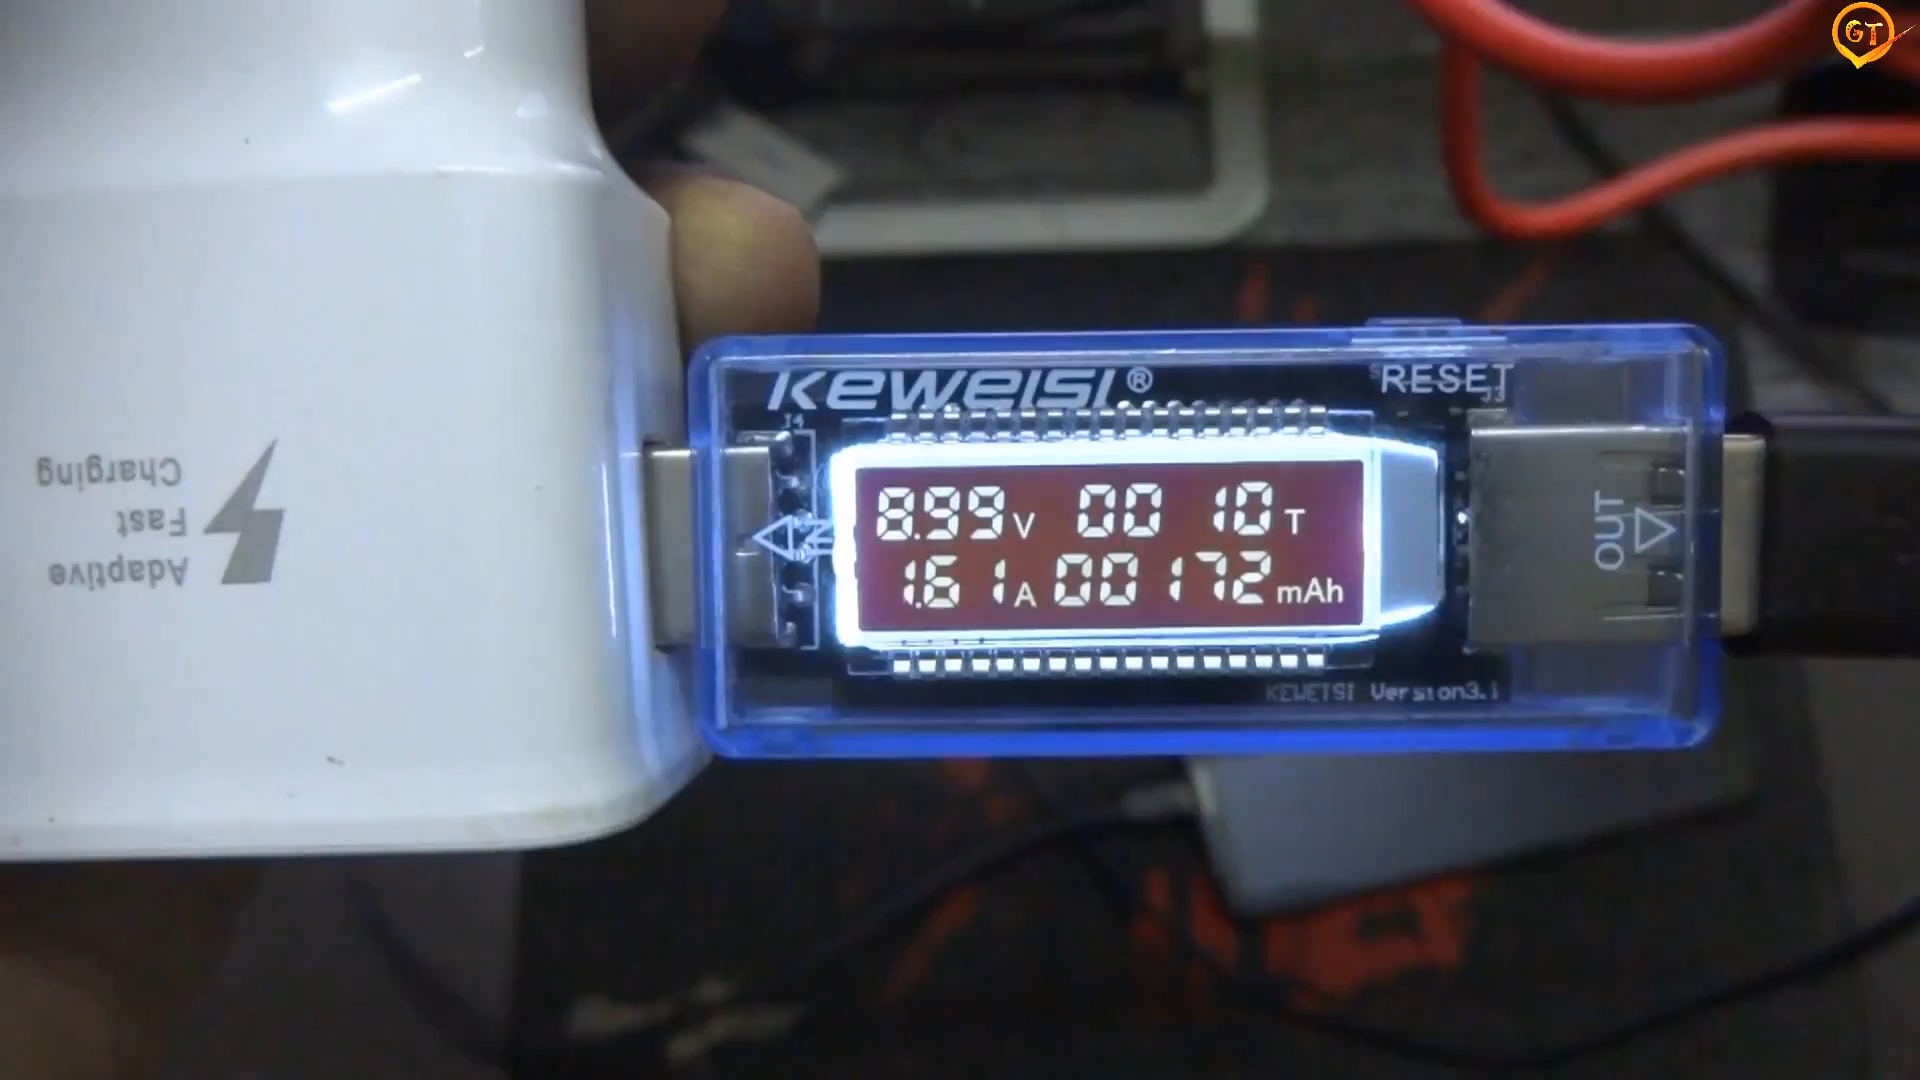 GT
KEWEISI®
RESET
J4
J3
8.99V 00 10T
1.61A 00172mAh
IN
OUT
KEWEISI Version3.1
Adaptive
Fast
Charging